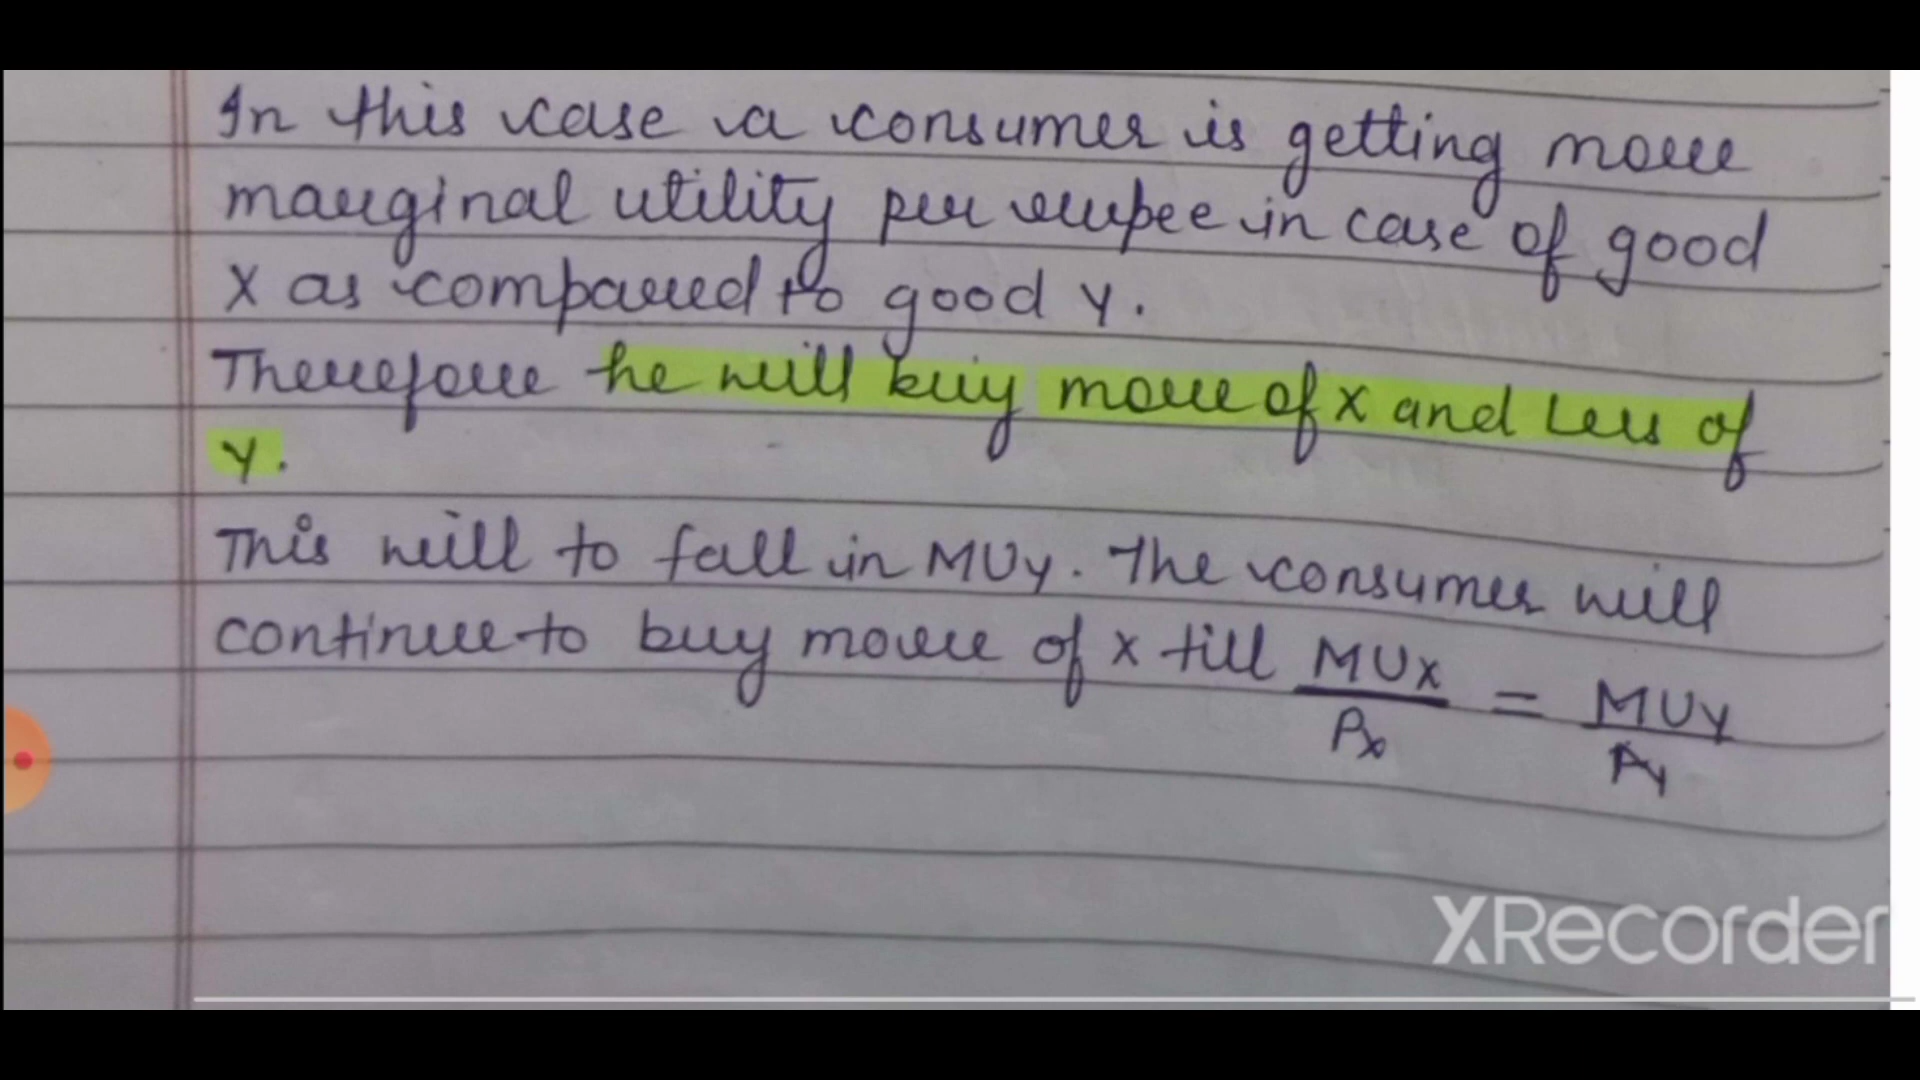 In this case a consumer is getting more
marginal utility per rupee in case of good
X as compared to good Y.
Therefore he will buy more of X and Less of
Y.
This will to fall in MUy. The consumer will
continue to buy more of X till MUx/Px = MUy/Py
XRecorder